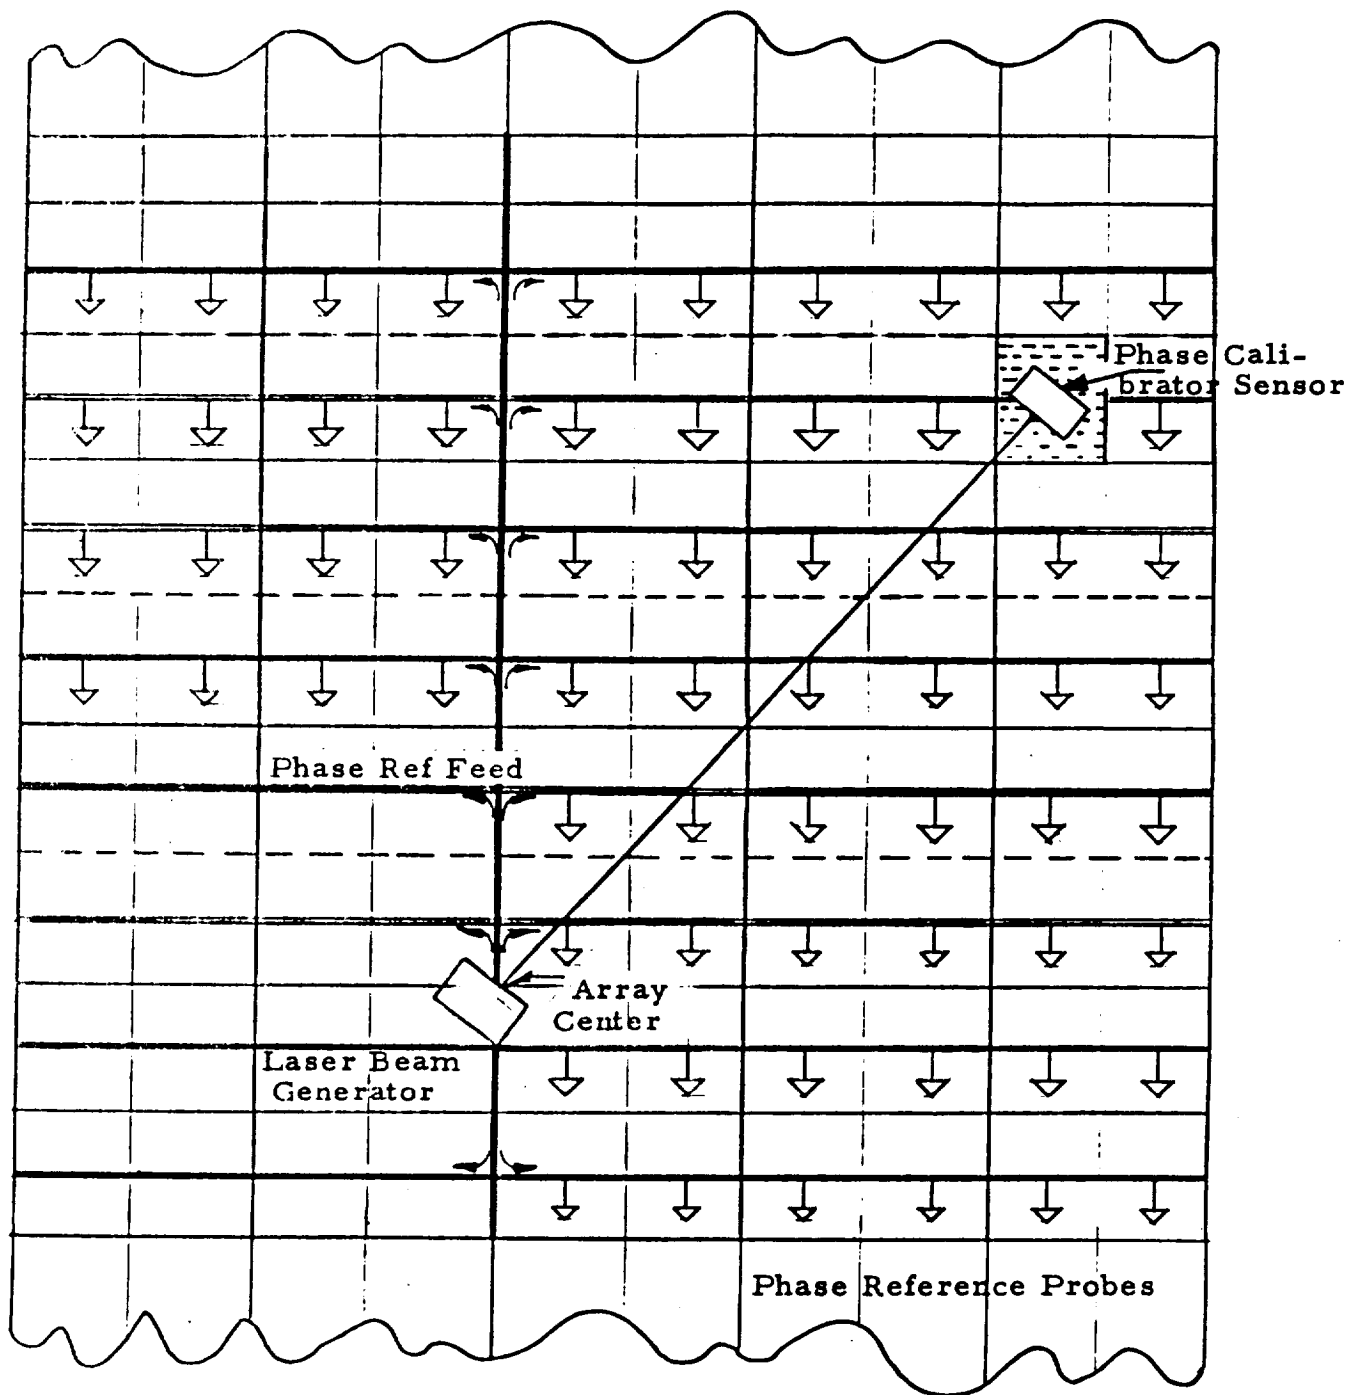 Phase Cali-
brator Sensor
Phase Ref Feed
Array
Center
Laser Beam
Generator
Phase Reference Probes